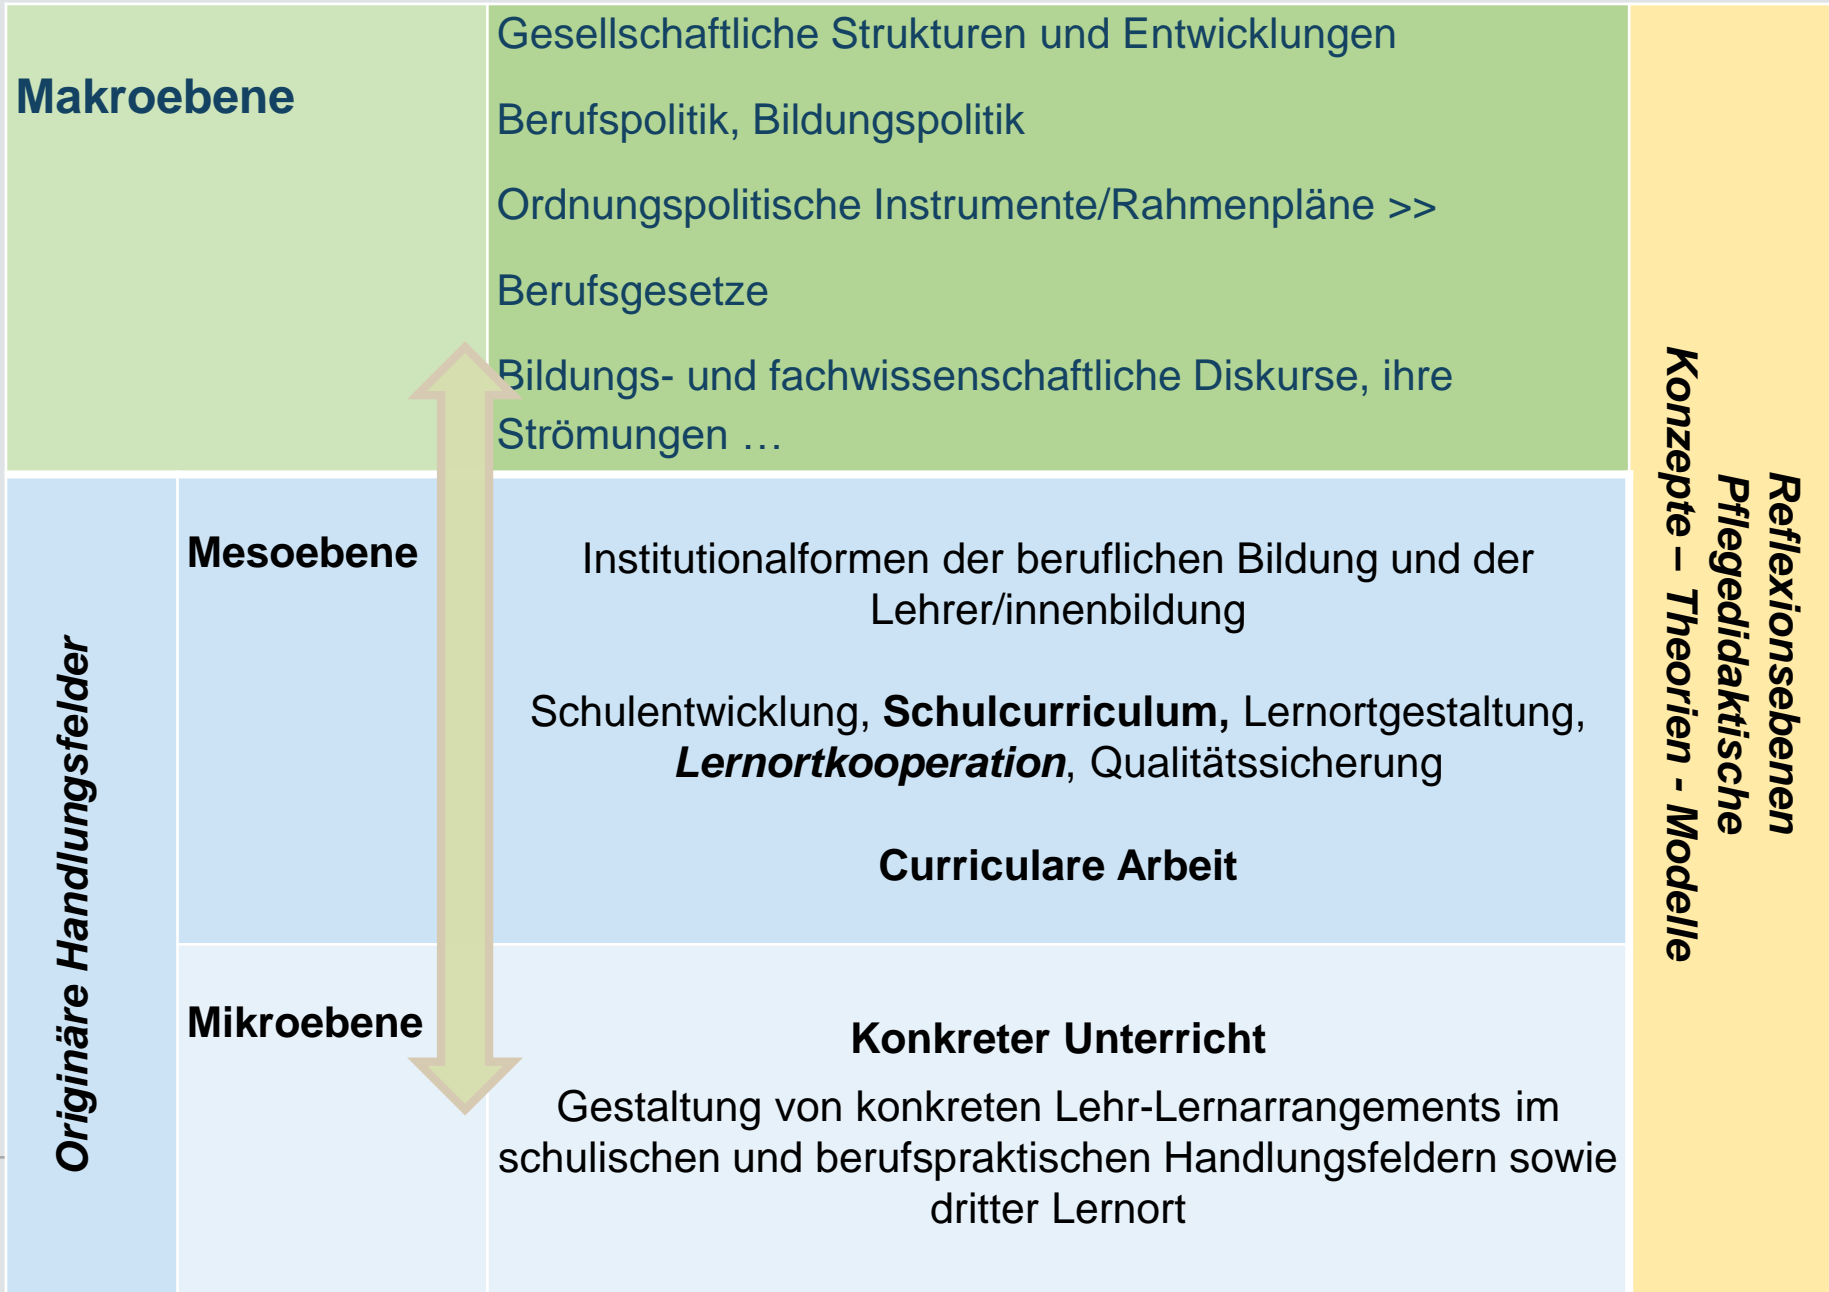 Makroebene
Gesellschaftliche Strukturen und Entwicklungen
Berufspolitik, Bildungspolitik
Ordnungspolitische Instrumente/Rahmenpläne >>
Berufsgesetze
Bildungs- und fachwissenschaftliche Diskurse, ihre
Strömungen …
Originäre Handlungsfelder
Mesoebene
Institutionalformen der beruflichen Bildung und der
Lehrer/innenbildung
Schulentwicklung, Schulcurriculum, Lernortgestaltung,
Lernortkooperation, Qualitätssicherung
Curriculare Arbeit
Mikroebene
Konkreter Unterricht
Gestaltung von konkreten Lehr-Lernarrangements im
schulischen und berufspraktischen Handlungsfeldern sowie
dritter Lernort
Reflexionsebenen
Pflegedidaktische
Konzepte – Theorien - Modelle